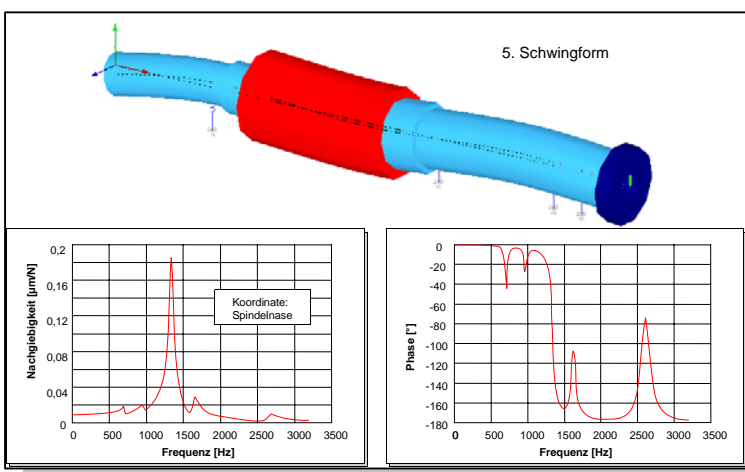 5. Schwingform
Nachgiebigkeit [µm/N]
0,2
0,16
0,12
0,08
0,04
0
Koordinate:
Spindelnase
0 500 1000 1500 2000 2500 3000 3500
Frequenz [Hz]
Phase [°]
0
-20
-40
-60
-80
-100
-120
-140
-160
-180
0 500 1000 1500 2000 2500 3000 3500
Frequenz [Hz]